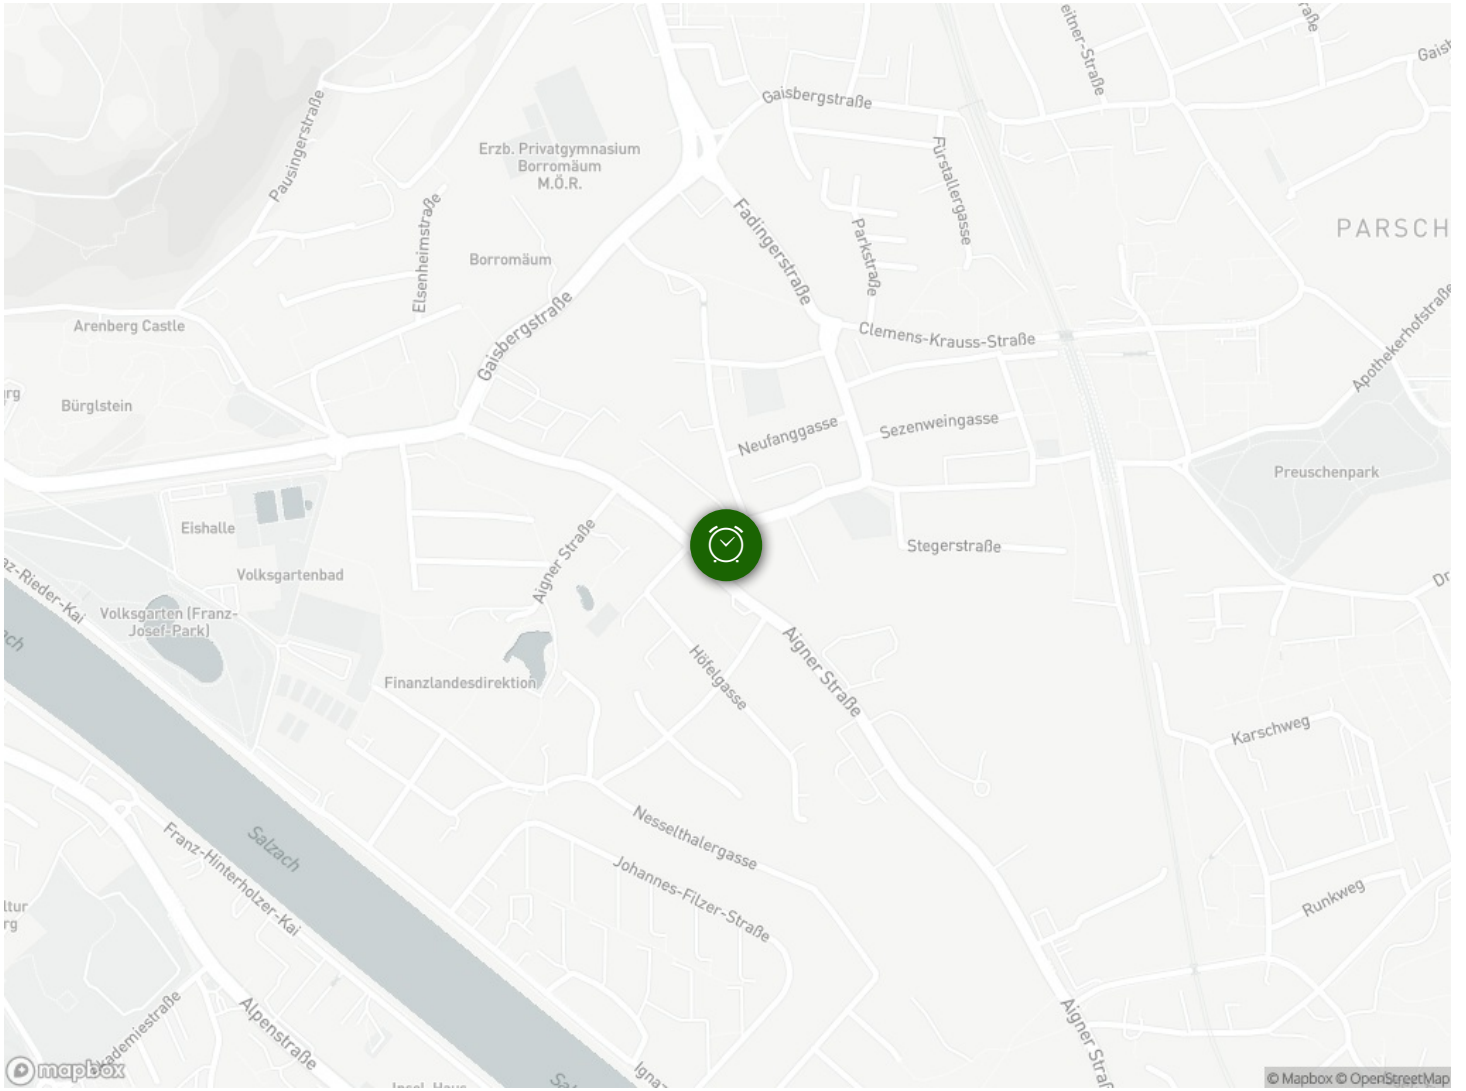 Gaisbergstraße
Pausingerstraße
Erzb. Privatgymnasium
Borromäum
M.Ö.R.
Fürstallergasse
Elsenheimstraße
Fadingerstraße
Parkstraße
PARSCH
Borromäum
Arenberg Castle
Gaisbergstraße
Clemens-Krauss-Straße
Apothekerhofstraße
Bürglstein
Neufanggasse
Sezenweingasse
Preuschenpark
Eishalle
Aigner Straße
Stegerstraße
Volksgartenbad
Volksgarten (Franz-
Josef-Park)
Höfelgasse
Aigner Straße
Finanzlandesdirektion
Karschweg
Salzach
Franz-Hinterholzer-Kai
Nesselthalergasse
Johannes-Filzer-Straße
Runkweg
Alpenstraße
mapbox
© Mapbox © OpenStreetMap